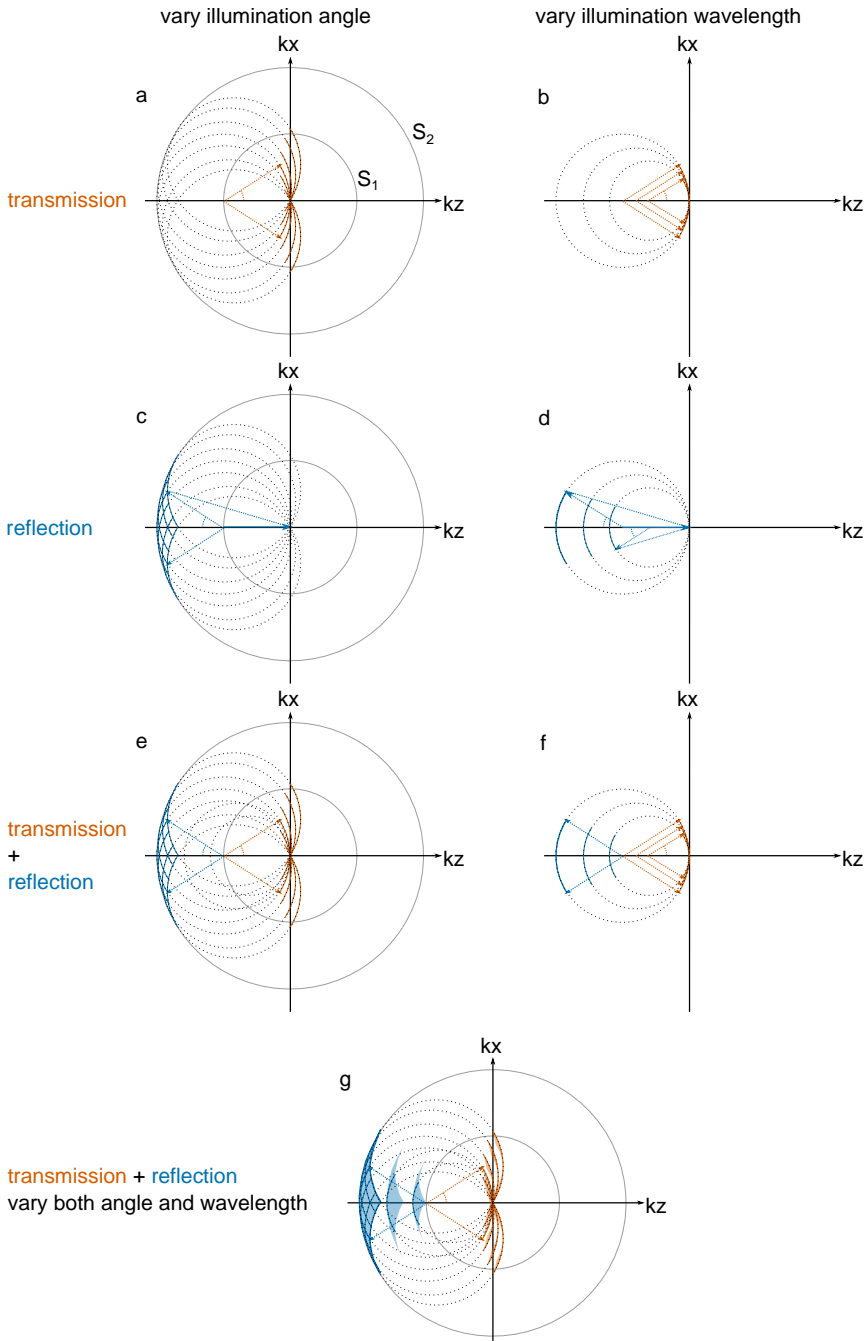 vary illumination angle
vary illumination wavelength
kx
kx
a
b
S2
S1
transmission
kz
kz
kx
kx
c
d
reflection
kz
kz
kx
kx
e
f
transmission
+
reflection
kz
kz
kx
g
transmission + reflection
vary both angle and wavelength
kz